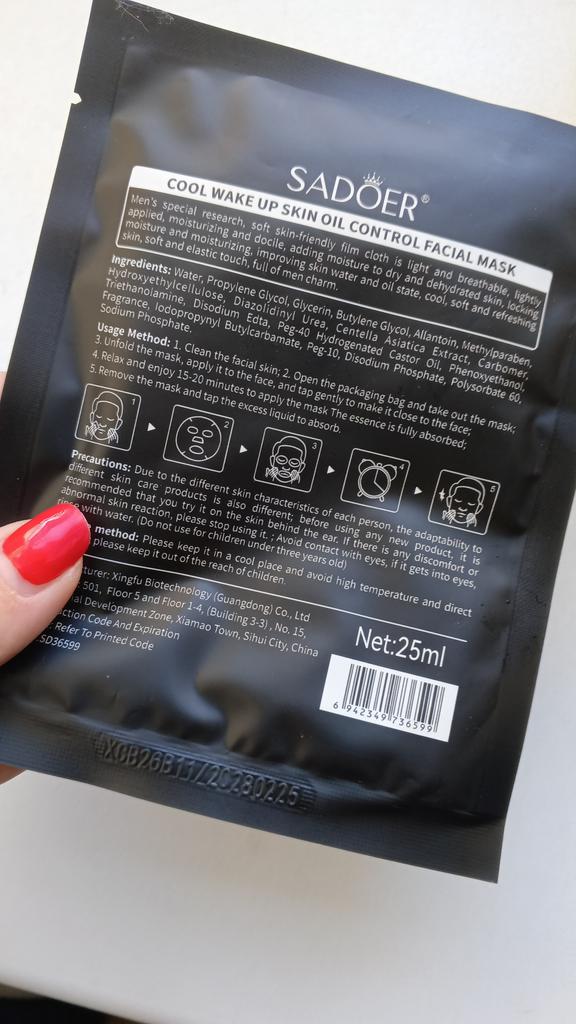 SADOER®
COOL WAKE UP SKIN OIL CONTROL FACIAL MASK
Men's special research, soft skin-friendly film cloth is light and breathable, lightly
applied, moisturizing and docile, adding moisture to dry and dehydrated skin, locking
moisture and moisturizing, improving skin water and oil state, cool, soft and refreshing
skin, soft and elastic touch, full of men charm.
Ingredients: Water, Propylene Glycol, Glycerin, Butylene Glycol, Allantoin, Methylparaben,
Hydroxyethylcellulose, Diazolidinyl Urea, Centella Asiatica Extract, Carbomer,
Triethanolamine, Disodium Edta, Peg-40 Hydrogenated Castor Oil, Phenoxyethanol,
Fragrance, Iodopropynyl Butylcarbamate, Peg-10, Disodium Phosphate, Polysorbate 60,
Sodium Phosphate.
Usage Method: 1. Clean the facial skin; 2. Open the packaging bag and take out the mask;
3. Unfold the mask, apply it to the face, and tap gently to make it close to the face;
4. Relax and enjoy 15-20 minutes to apply the mask The essence is fully absorbed;
5. Remove the mask and tap the excess liquid to absorb.
1 2 3 4 5
Precautions: Due to the different skin characteristics of each person, the adaptability to
different skin care products is also different; before using any new product, it is
recommended that you try it on the skin behind the ear. If there is any discomfort or
abnormal skin reaction, please stop using it. ; Avoid contact with eyes, if it gets into eyes,
with water. (Do not use for children under three years old)
method: Please keep it in a cool place and avoid high temperature and direct
please keep it out of the reach of children.
turer: Xingfu Biotechnology (Guangdong) Co., Ltd
501, Floor 5 and Floor 1-4, (Building 3-3) , No. 15,
al Development Zone, Xiamao Town, Sihui City, China
ction Code And Expiration
: Refer To Printed Code
SD36599
Net:25ml
6 942349 736599
XGB26B11/20280225